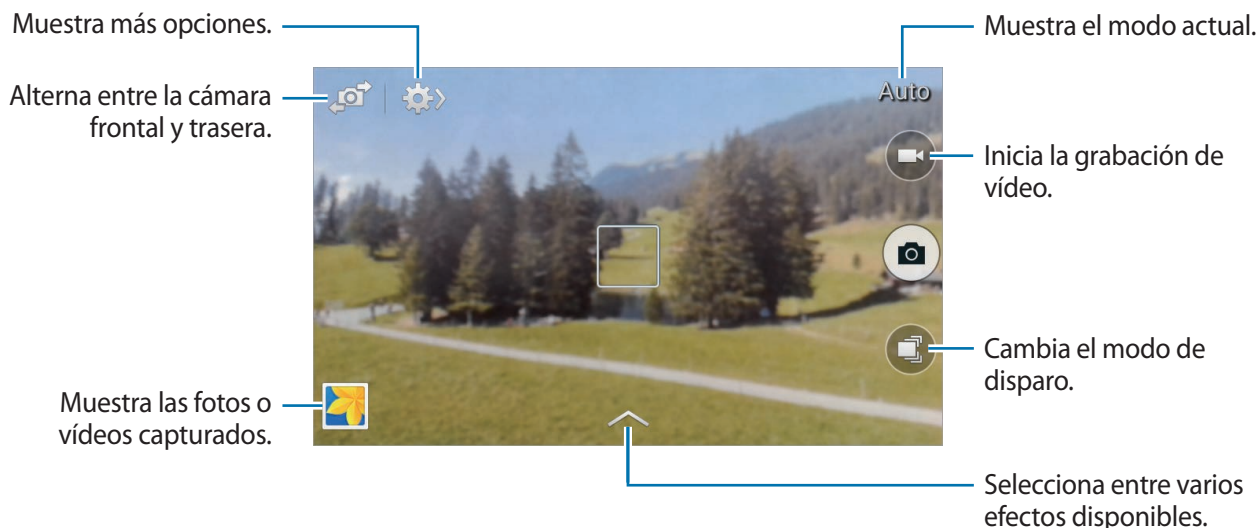 Muestra más opciones.
Alterna entre la cámara
frontal y trasera.
Muestra las fotos o
vídeos capturados.
Auto
Muestra el modo actual.
Inicia la grabación de
vídeo.
Cambia el modo de
disparo.
Selecciona entre varios
efectos disponibles.